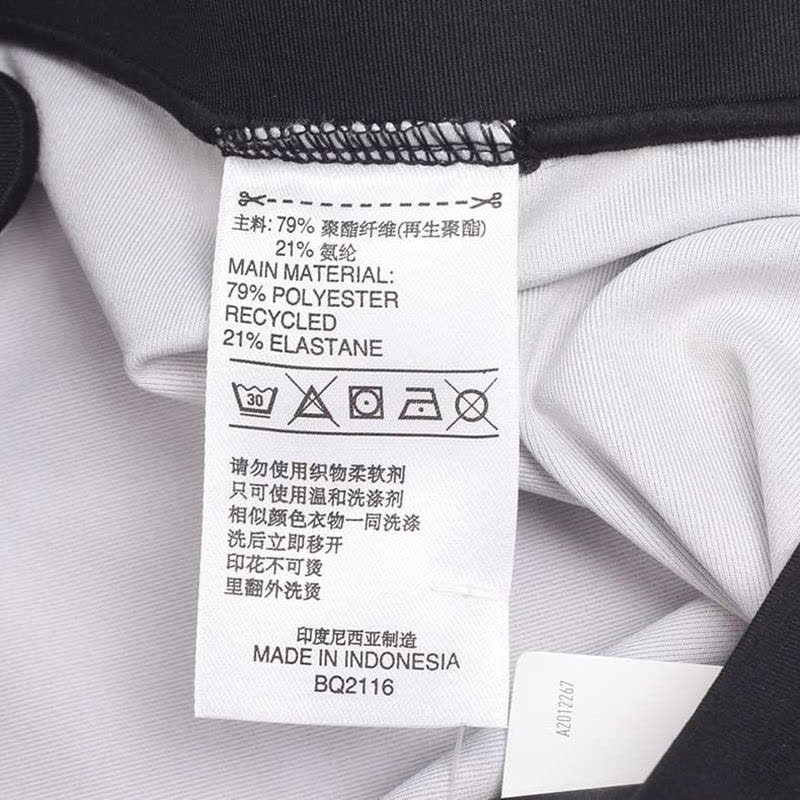 主料: 79% 聚酯纤维(再生聚酯)
21% 氨纶
MAIN MATERIAL:
79% POLYESTER
RECYCLED
21% ELASTANE
30
请勿使用织物柔软剂
只可使用温和洗涤剂
相似颜色衣物一同洗涤
洗后立即移开
印花不可烫
里翻外洗烫
印度尼西亚制造
MADE IN INDONESIA
BQ2116
A2012267